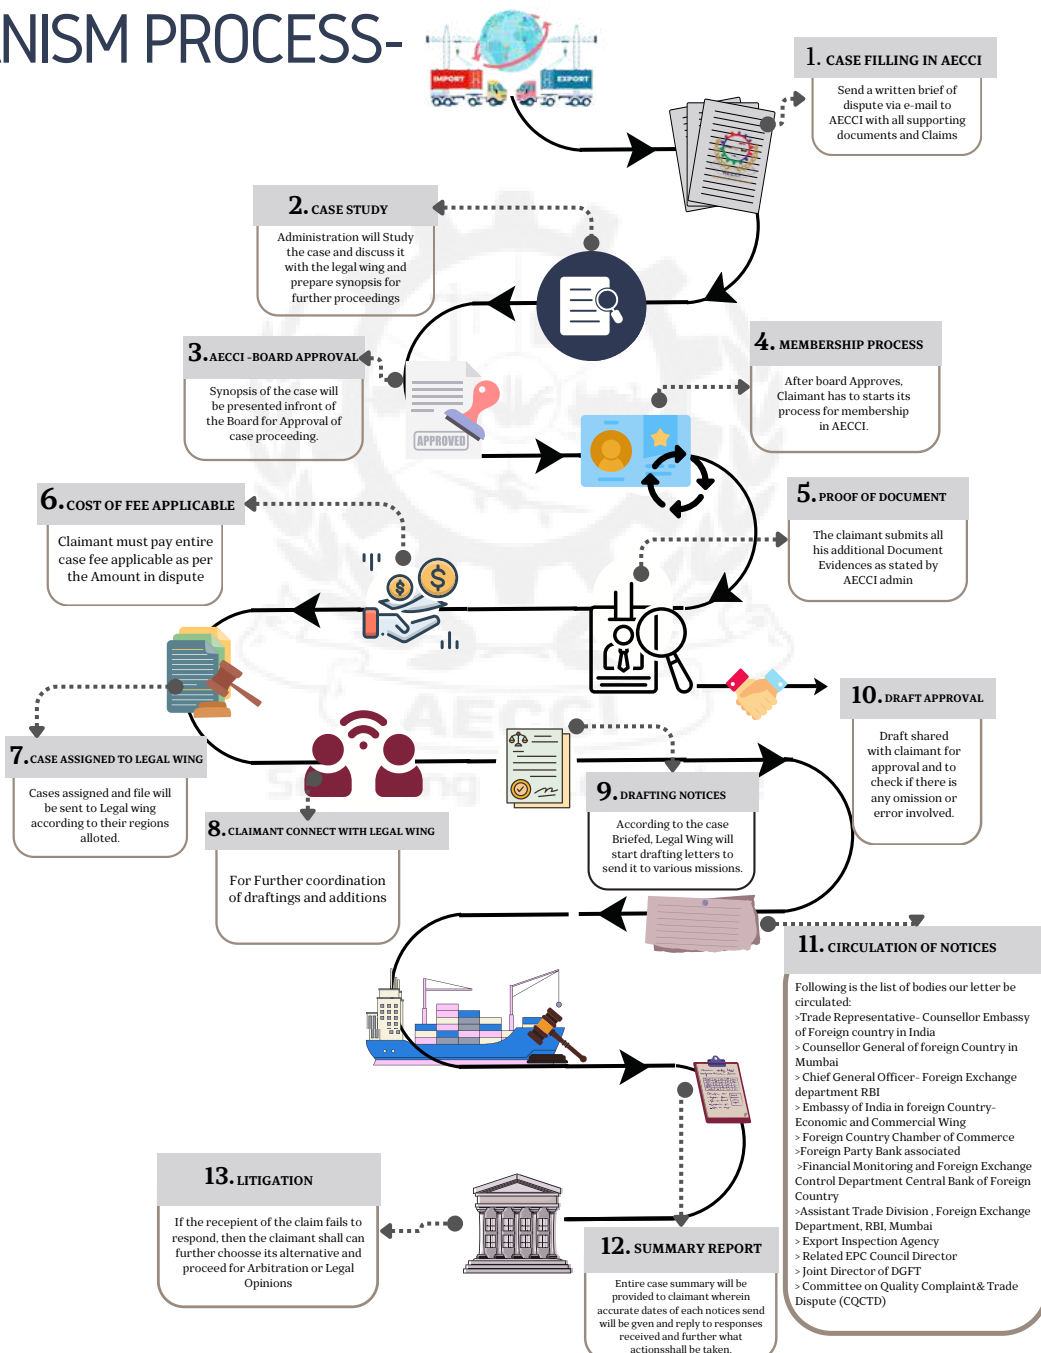 ANISM PROCESS-
IMPORT
EXPORT
1. CASE FILLING IN AECCI
Send a written brief of
dispute via e-mail to
AECCI with all supporting
documents and Claims
2. CASE STUDY
Administration will Study
the case and discuss it
with the legal wing and
prepare synopsis for
further proceedings
3. AECCI -BOARD APPROVAL
Synopsis of the case will
be presented infront of
the Board for Approval of
case proceeding.
APPROVED
4. MEMBERSHIP PROCESS
After board Approves,
Claimant has to starts its
process for membership
in AECCI.
5. PROOF OF DOCUMENT
The claimant submits all
his additional Document
Evidences as stated by
AECCI admin
6. COST OF FEE APPLICABLE
Claimant must pay entire
case fee applicable as per
the Amount in dispute
7. CASE ASSIGNED TO LEGAL WING
Cases assigned and file will
be sent to Legal wing
according to their regions
alloted.
8. CLAIMANT CONNECT WITH LEGAL WING
For Further coordination
of draftings and additions
9. DRAFTING NOTICES
According to the case
Briefed, Legal Wing will
start drafting letters to
send it to various missions.
10. DRAFT APPROVAL
Draft shared
with claimant for
approval and to
check if there is
any omission or
error involved.
AECCI
11. CIRCULATION OF NOTICES
Following is the list of bodies our letter be
circulated:
>Trade Representative- Counsellor Embassy
of Foreign country in India
> Counsellor General of foreign Country in
Mumbai
> Chief General Officer- Foreign Exchange
department RBI
> Embassy of India in foreign Country-
Economic and Commercial Wing
> Foreign Country Chamber of Commerce
>Foreign Party Bank associated
>Financial Monitoring and Foreign Exchange
Control Department Central Bank of Foreign
Country
>Assistant Trade Division , Foreign Exchange
Department, RBI, Mumbai
> Export Inspection Agency
> Related EPC Council Director
> Joint Director of DGFT
> Committee on Quality Complaint& Trade
Dispute (CQCTD)
12. SUMMARY REPORT
Entire case summary will be
provided to claimant wherein
accurate dates of each notices send
will be gven and reply to responses
received and further what
actionsshall be taken.
13. LITIGATION
If the recepient of the claim fails to
respond, then the claimant shall can
further choosse its alternative and
proceed for Arbitration or Legal
Opinions